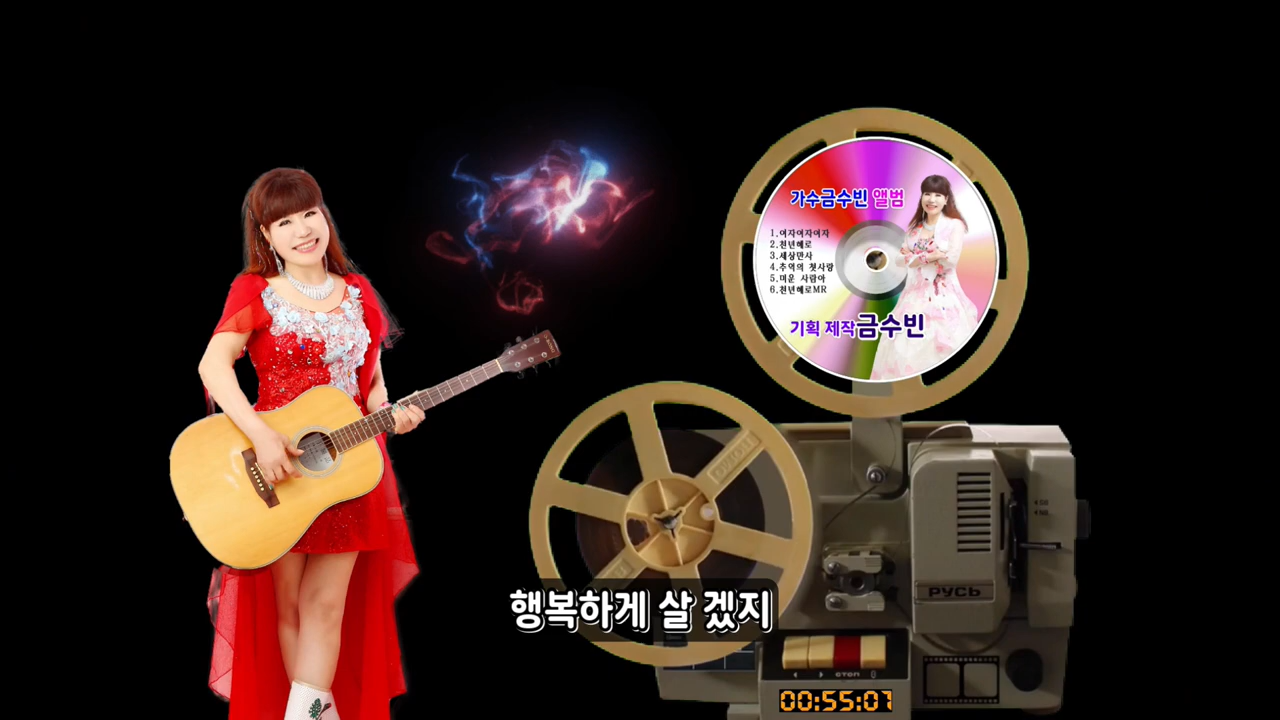 가수금수빈 앨범
1.여자여자여자
2.천년혜로
3.세상만사
4.추억의 첫사랑
5.미운 사람아
6.천년혜로MR
기획 제작금수빈
행복하게 살 겠지
РУСЬ
СТОП
00:55:07